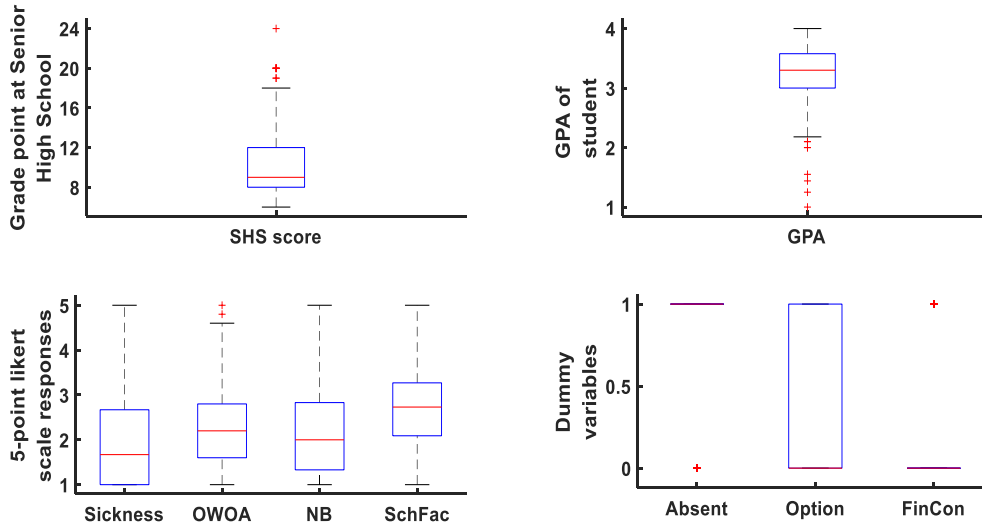 Grade point at Senior
High School
24
20
16
12
8
SHS score
GPA of
student
4
3
2
1
GPA
5-point likert
scale responses
5
4
3
2
1
Sickness OWOA NB SchFac
Dummy
variables
1
0.5
0
Absent Option FinCon